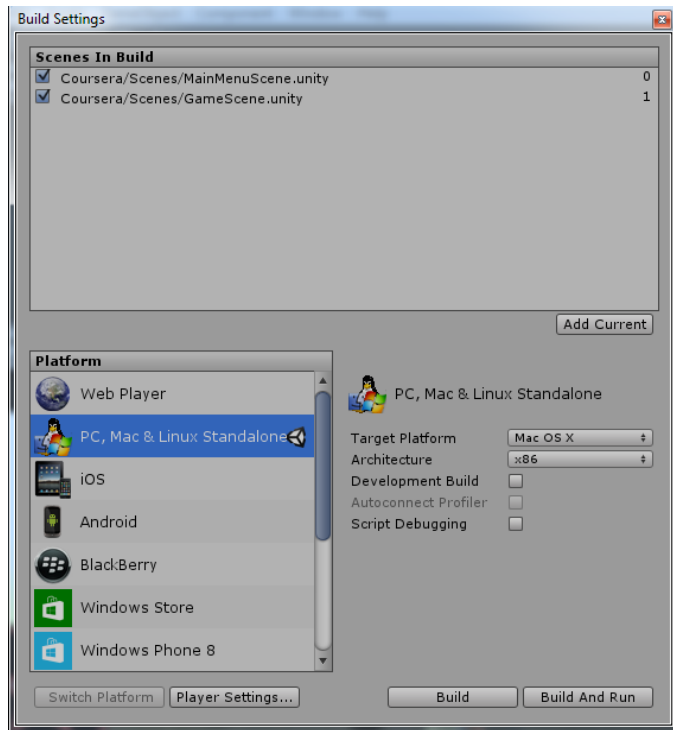 Build Settings
Scenes In Build
Coursera/Scenes/MainMenuScene.unity 0
Coursera/Scenes/GameScene.unity 1
Add Current
Platform
Web Player
PC, Mac & Linux Standalone
iOS
Android
BlackBerry
Windows Store
Windows Phone 8
PC, Mac & Linux Standalone
Target Platform Mac OS X
Architecture x86
Development Build
Autoconnect Profiler
Script Debugging
Switch Platform Player Settings... Build Build And Run